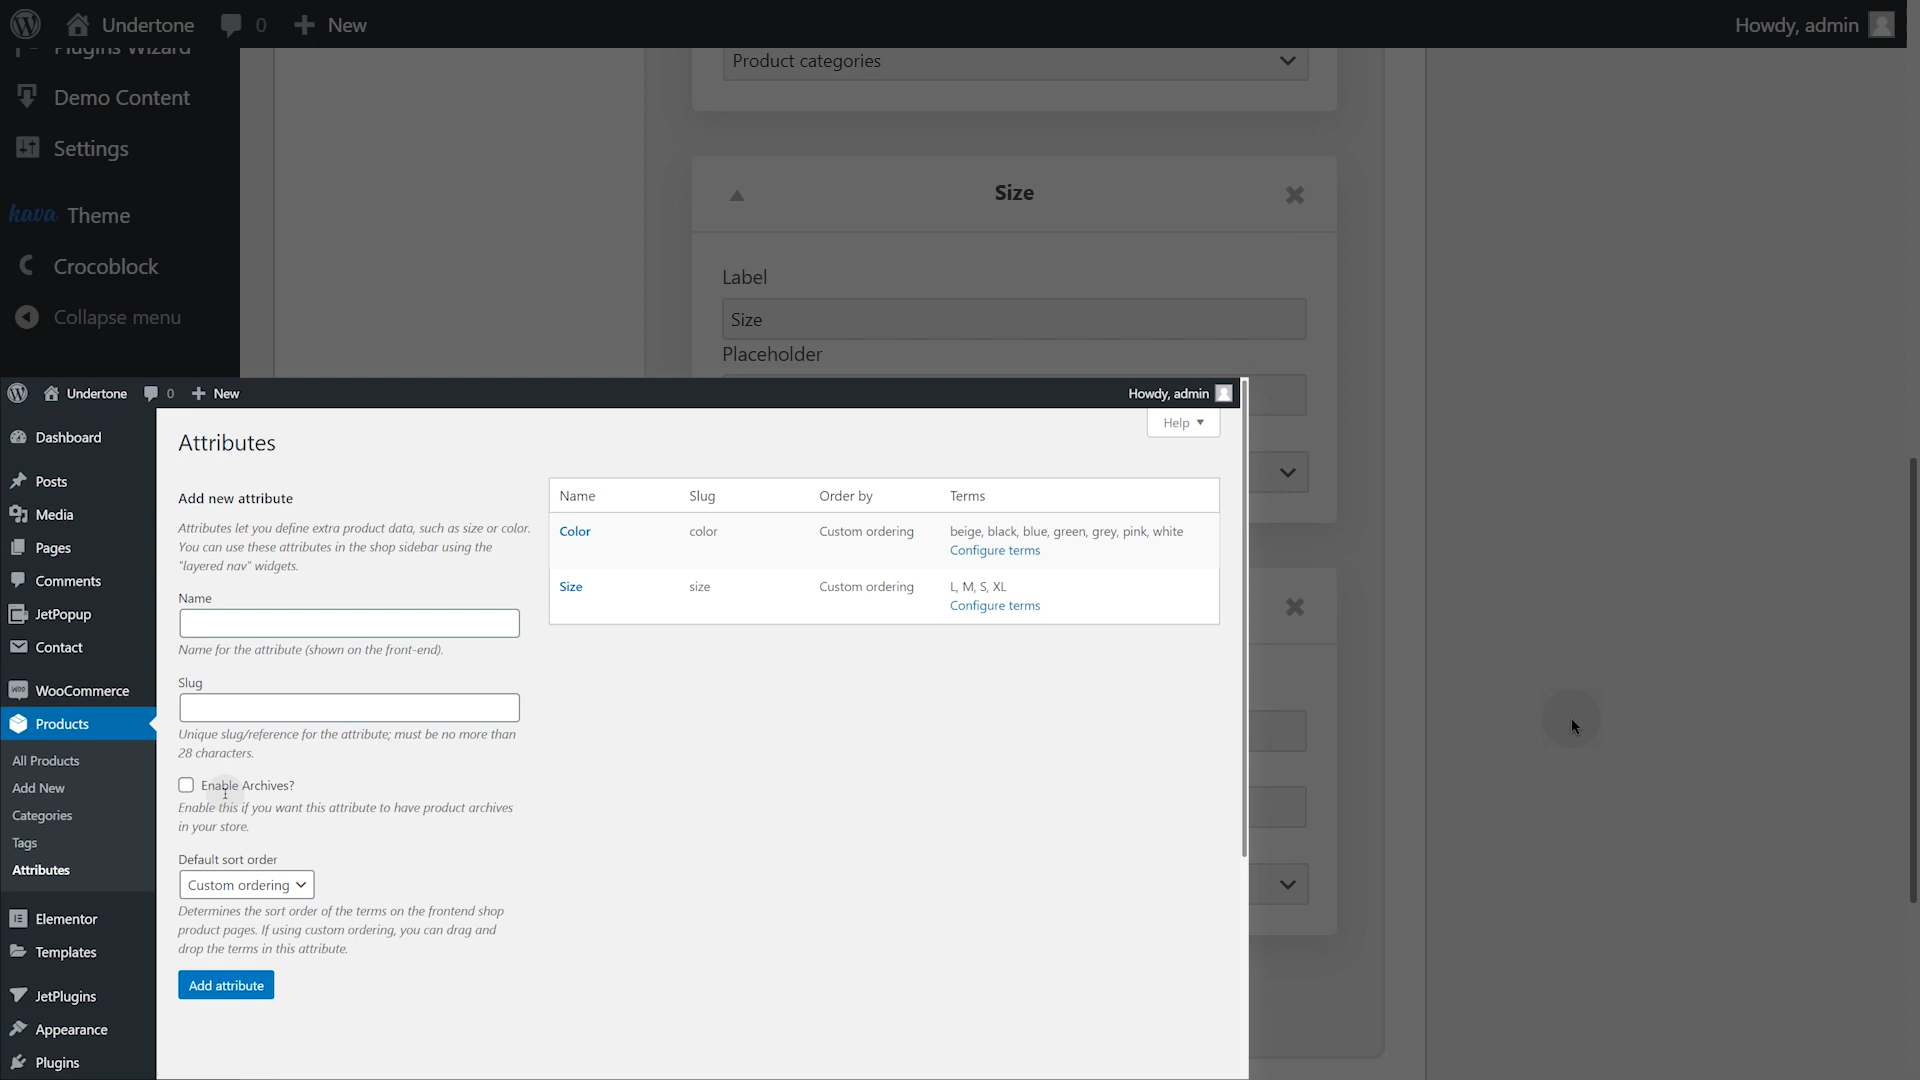 Undertone
0
New
Howdy, admin
Plugins Wizard
Demo Content
Settings
kava Theme
Crocoblock
Collapse menu
Product categories
Size
Label
Size
Placeholder
Undertone
0
New
Howdy, admin
Help
Dashboard
Posts
Media
Pages
Comments
JetPopup
Contact
WooCommerce
Products
All Products
Add New
Categories
Tags
Attributes
Elementor
Templates
JetPlugins
Appearance
Plugins
Attributes
Add new attribute
Attributes let you define extra product data, such as size or color.
You can use these attributes in the shop sidebar using the
"layered nav" widgets.
Name
Name for the attribute (shown on the front-end).
Slug
Unique slug/reference for the attribute; must be no more than
28 characters.
Enable Archives?
Enable this if you want this attribute to have product archives
in your store.
Default sort order
Custom ordering
Determines the sort order of the terms on the frontend shop
product pages. If using custom ordering, you can drag and
drop the terms in this attribute.
Add attribute
Name Slug Order by Terms
Color color Custom ordering beige, black, blue, green, grey, pink, white
Configure terms
Size size Custom ordering L, M, S, XL
Configure terms